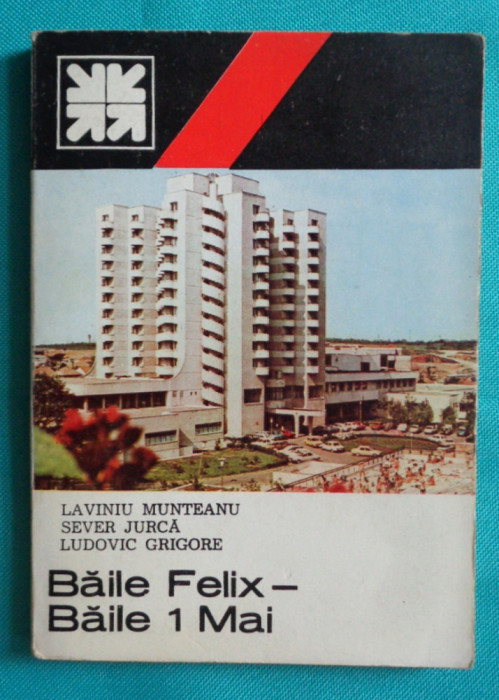 LAVINIU MUNTEANU
SEVER JURCĂ
LUDOVIC GRIGORE
Băile Felix –
Băile 1 Mai